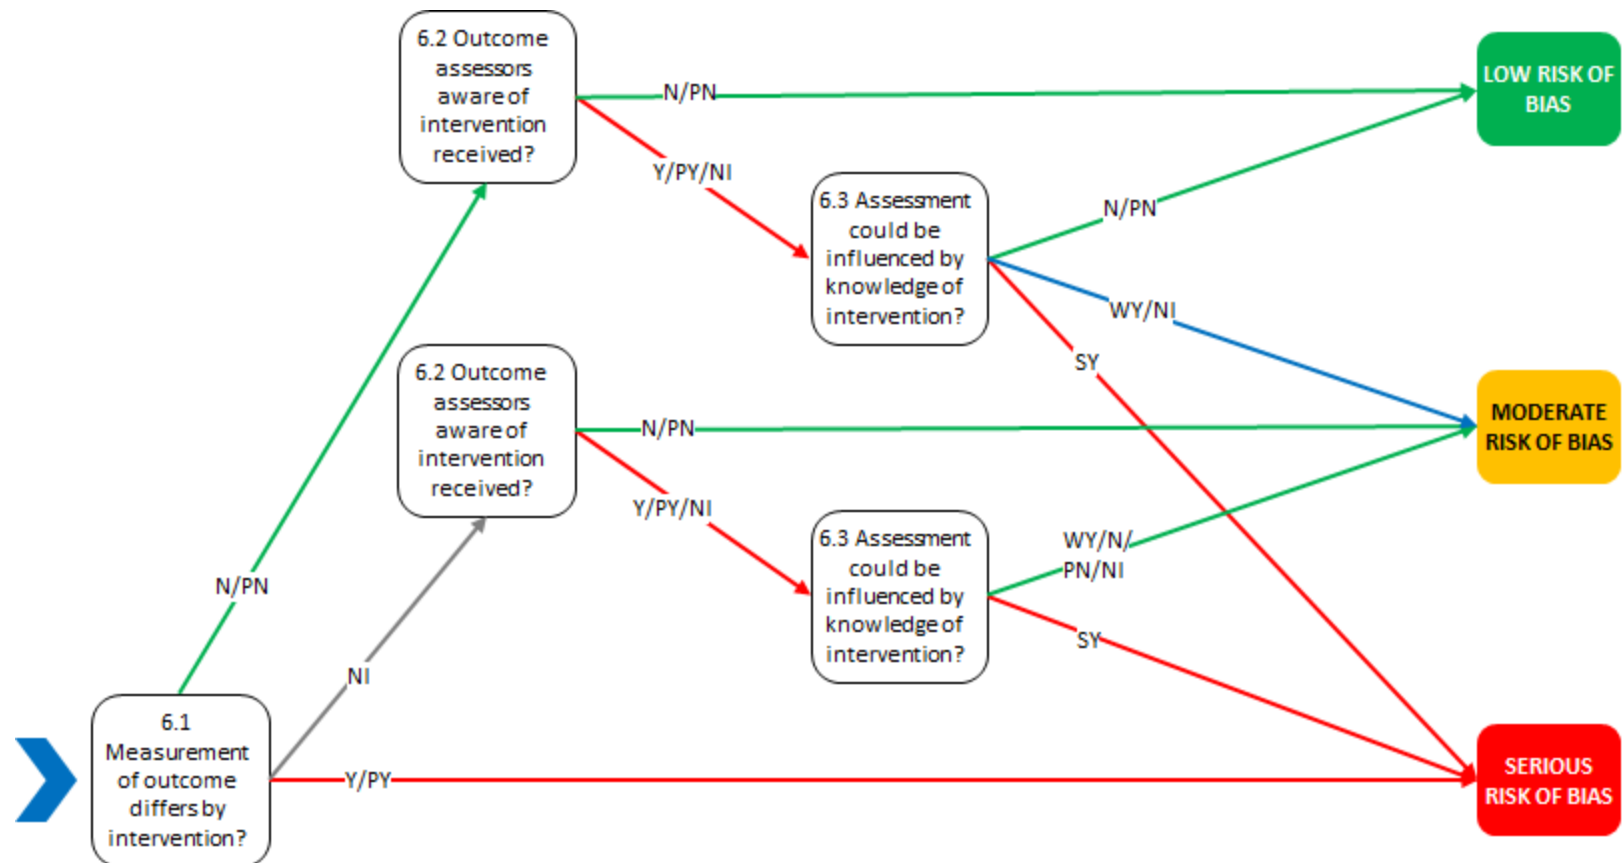 6.2 Outcome
assessors
aware of
intervention
received?
N/PN
LOW RISK OF
BIAS
Y/PY/NI
6.3 Assessment
could be
influenced by
knowledge of
intervention?
N/PN
WY/NI
SY
6.2 Outcome
assessors
aware of
intervention
received?
N/PN
MODERATE
RISK OF BIAS
Y/PY/NI
6.3 Assessment
could be
influenced by
knowledge of
intervention?
WY/N/
PN/NI
SY
N/PN
NI
6.1
Measurement
of outcome
differs by
intervention?
Y/PY
SERIOUS
RISK OF BIAS